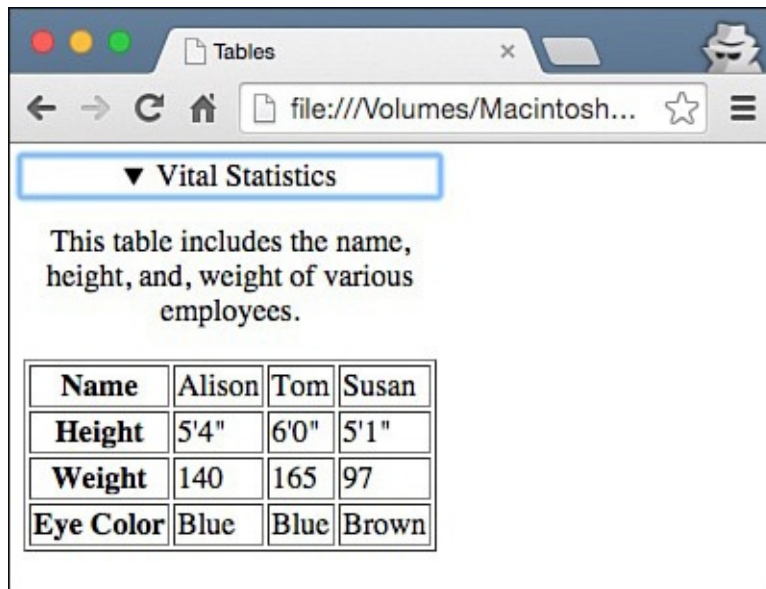 Tables
file:///Volumes/Macintosh...
▼ Vital Statistics
This table includes the name,
height, and, weight of various
employees.
Name Alison Tom Susan
Height 5'4" 6'0" 5'1"
Weight 140 165 97
Eye Color Blue Blue Brown